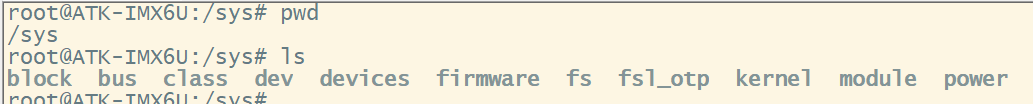 root@ATK-IMX6U:/sys# pwd
/sys
root@ATK-IMX6U:/sys# ls
block  bus  class  dev  devices  firmware  fs  fsl_otp  kernel  module  power
root@ATK-IMX6U:/sys#